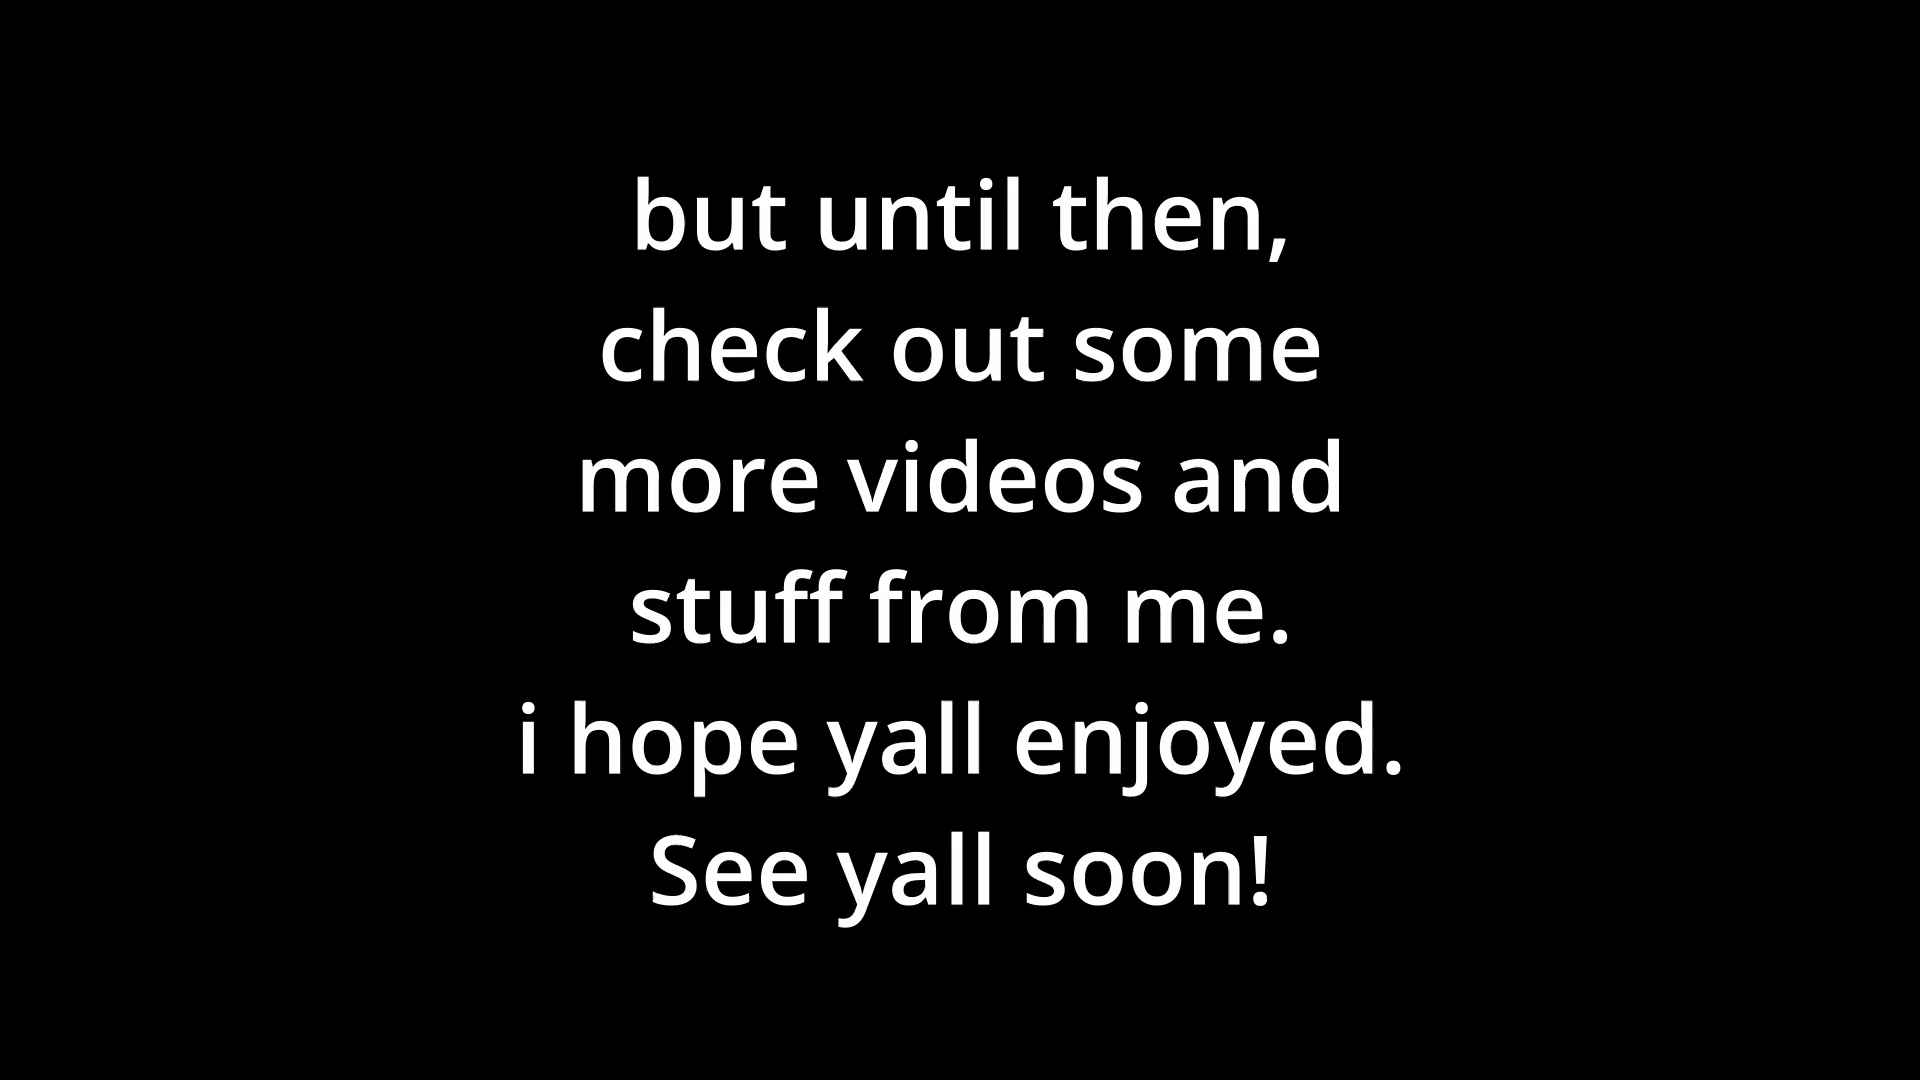 but until then,
check out some
more videos and
stuff from me.
i hope yall enjoyed.
See yall soon!